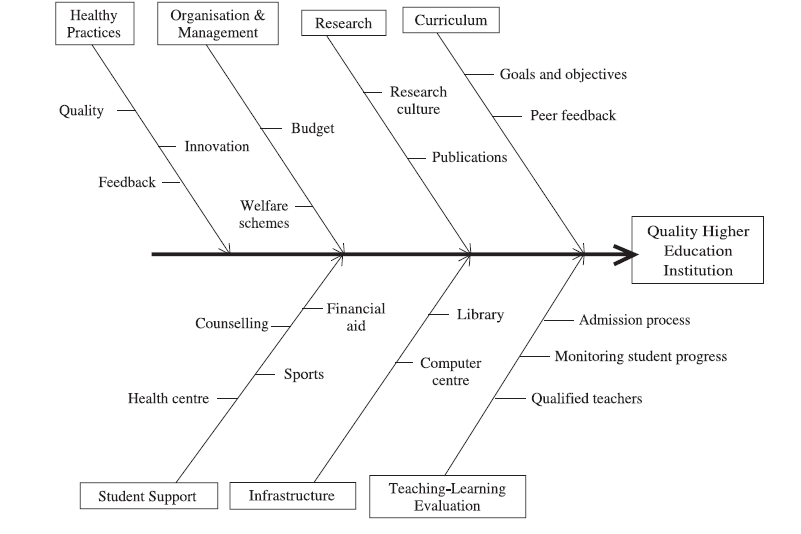 Healthy
Practices
Organisation &
Management
Research
Curriculum
Quality
Innovation
Feedback
Budget
Welfare
schemes
Research
culture
Publications
Goals and objectives
Peer feedback
Quality Higher
Education
Institution
Counselling
Financial
aid
Sports
Health centre
Library
Computer
centre
Admission process
Monitoring student progress
Qualified teachers
Student Support
Infrastructure
Teaching-Learning
Evaluation